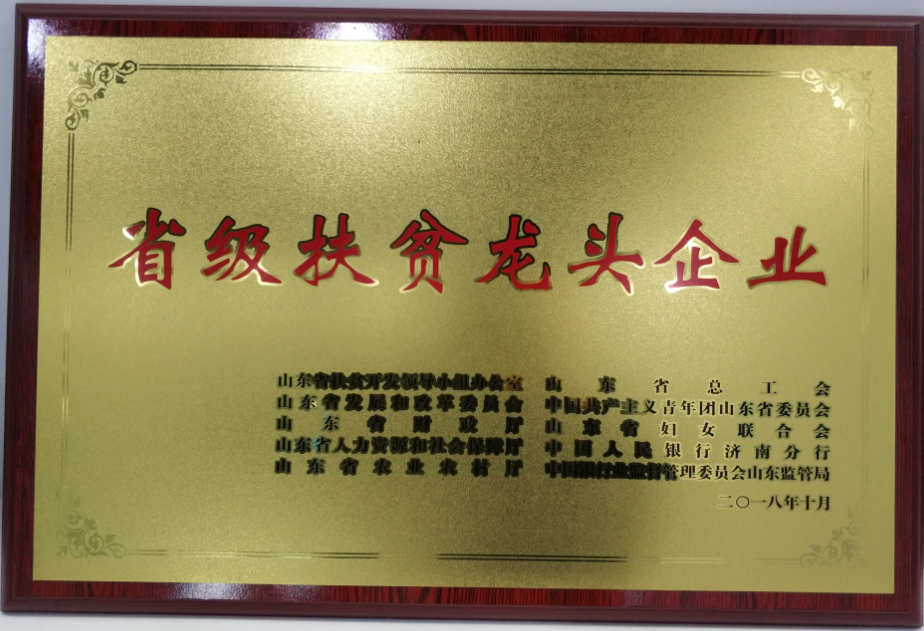 省级扶贫龙头企业
山东省扶贫开发领导小组办公室 山东省总工会
山东省发展和改革委员会 中国共产主义青年团山东省委员会
山东省财政厅 山东省妇女联合会
山东省人力资源和社会保障厅 中国人民银行济南分行
山东省农业农村厅 中国银行业监督管理委员会山东监管局
二〇一八年十月